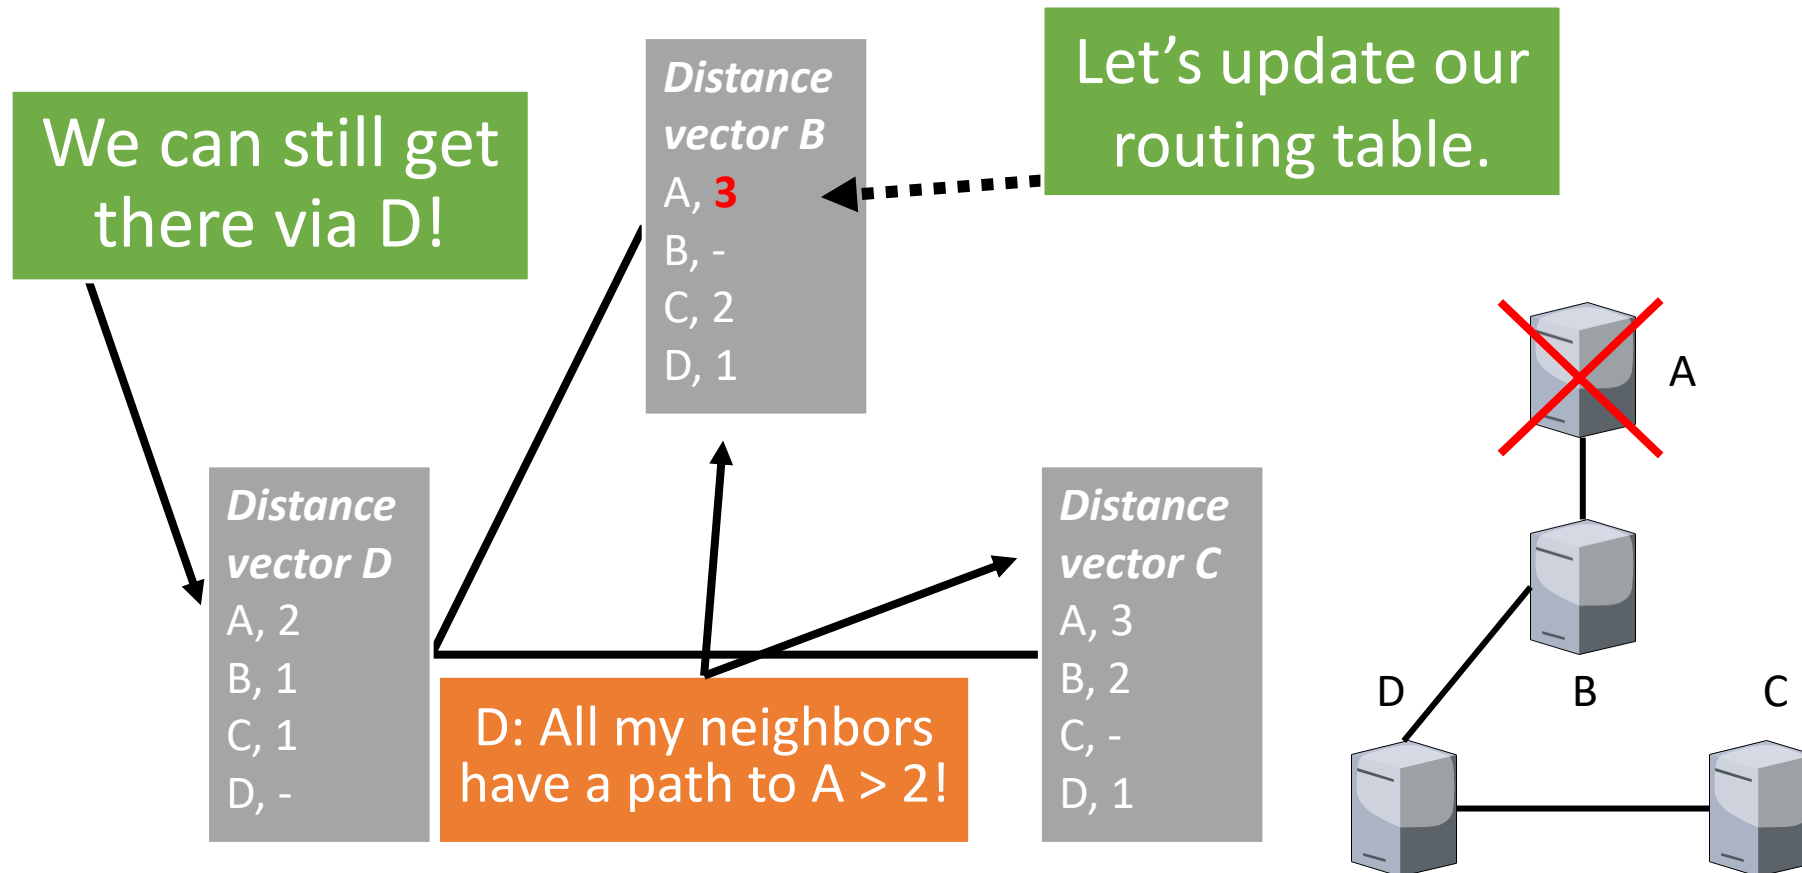 We can still get
there via D!
Distance
vector B
A, 3
B, -
C, 2
D, 1
Let’s update our
routing table.
Distance
vector D
A, 2
B, 1
C, 1
D, -
D: All my neighbors
have a path to A > 2!
Distance
vector C
A, 3
B, 2
C, -
D, 1
A
D
B
C